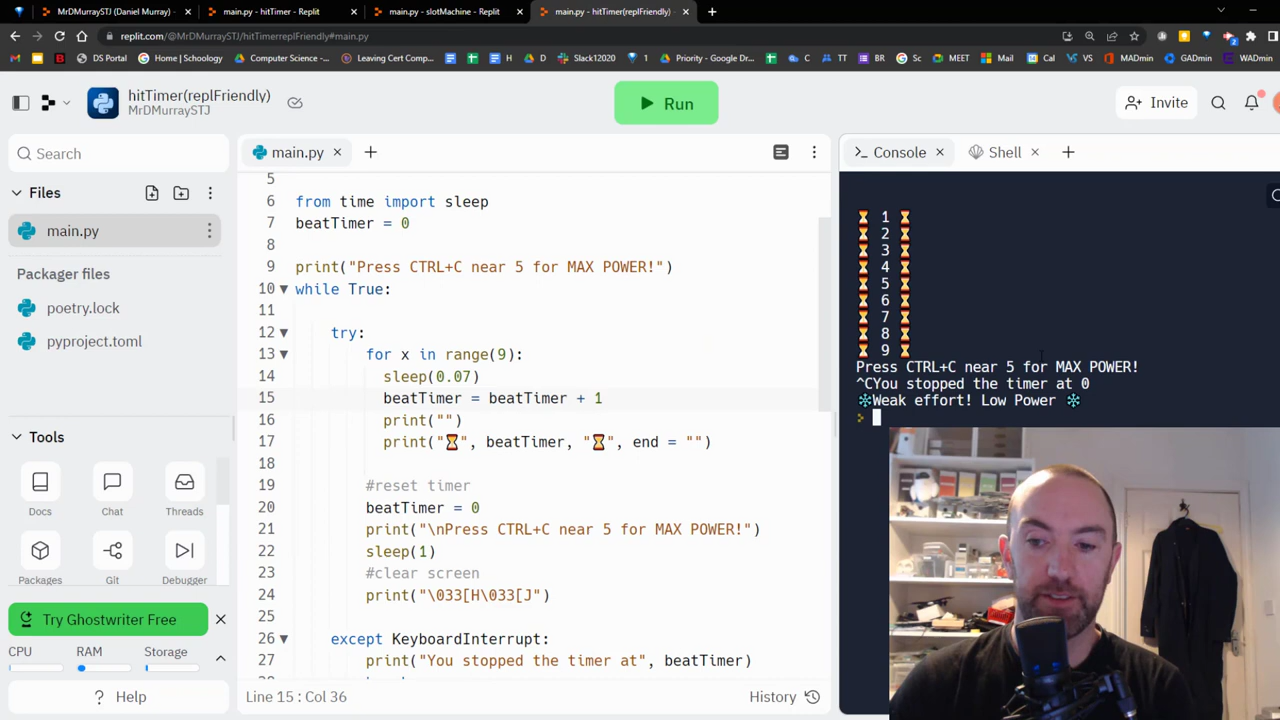 MrDMurraySTJ (Daniel Murray) -
main.py - hitTimer - Replit
main.py - slotMachine - Replit
main.py - hitTimer(replFriendly)
replit.com/@MrDMurraySTJ/hitTimerreplFriendly#main.py
DS Portal
Home | Schoology
Computer Science -...
Leaving Cert Comp...
H
D
Slack12020
1
Priority - Google Dr...
C
TT
BR
Sc
MEET
Mail
Cal
VS
MADmin
GADmin
WADmin
hitTimer(replFriendly)
MrDMurraySTJ
Run
Invite
Search
Files
main.py
Packager files
poetry.lock
pyproject.toml
Tools
Docs
Chat
Threads
Packages
Git
Debugger
Try Ghostwriter Free
CPU
RAM
Storage
Help
main.py
5
6 from time import sleep
7 beatTimer = 0
8
9 print("Press CTRL+C near 5 for MAX POWER!")
10 while True:
11
12 try:
13 for x in range(9):
14 sleep(0.07)
15 beatTimer = beatTimer + 1
16 print("")
17 print("⏳", beatTimer, "⏳", end = "")
18
19 #reset timer
20 beatTimer = 0
21 print("\nPress CTRL+C near 5 for MAX POWER!")
22 sleep(1)
23 #clear screen
24 print("\033[H\033[J")
25
26 except KeyboardInterrupt:
27 print("You stopped the timer at", beatTimer)
Line 15 : Col 36
History
Console
Shell
⏳ 1 ⏳
⏳ 2 ⏳
⏳ 3 ⏳
⏳ 4 ⏳
⏳ 5 ⏳
⏳ 6 ⏳
⏳ 7 ⏳
⏳ 8 ⏳
⏳ 9 ⏳
Press CTRL+C near 5 for MAX POWER!
^CYou stopped the timer at 0
❄Weak effort! Low Power ❄